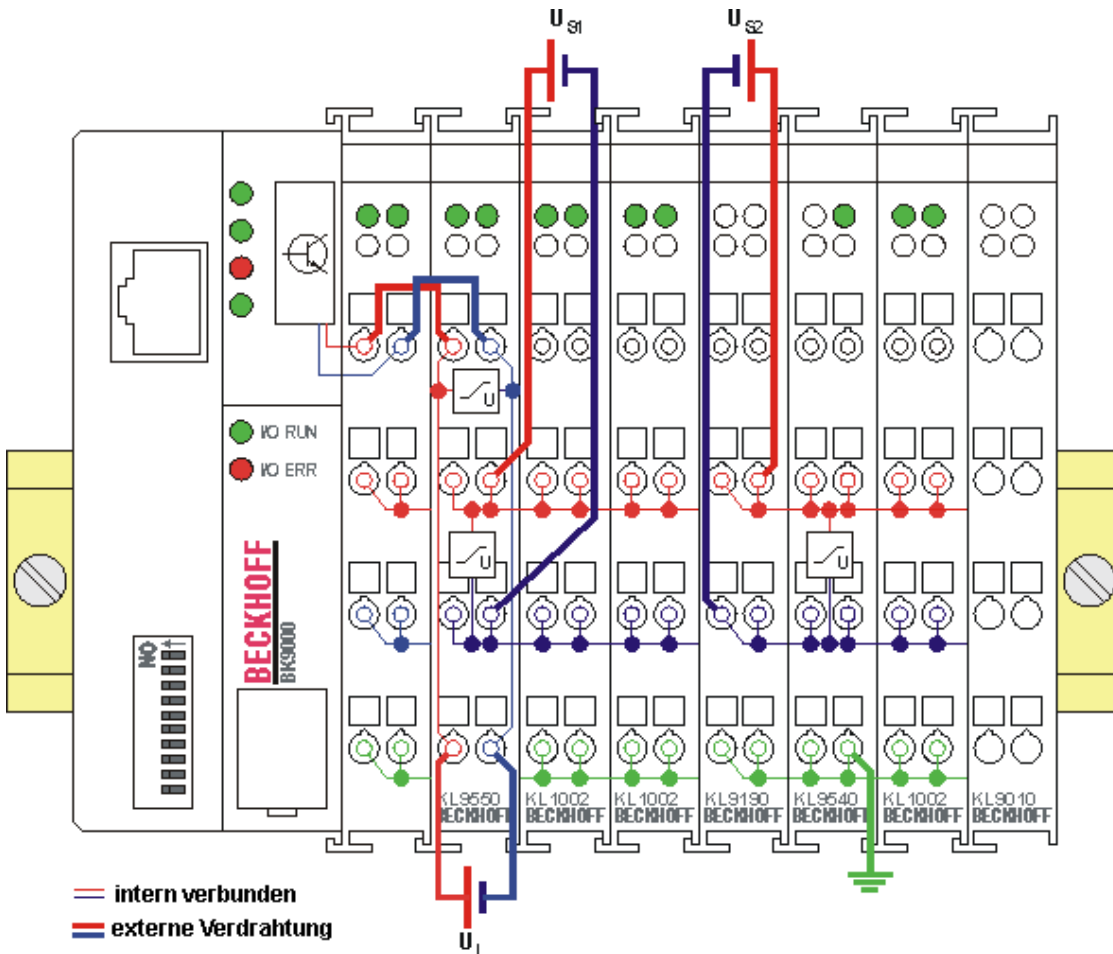 U S1
U S2
U
I/O RUN
I/O ERR
U
U
BECKHOFF
BK9000
ON
KL9550
BECKHOFF
KL1002
BECKHOFF
KL1002
BECKHOFF
KL9190
BECKHOFF
KL9540
BECKHOFF
KL1002
BECKHOFF
KL9010
BECKHOFF
intern verbunden
externe Verdrahtung
U